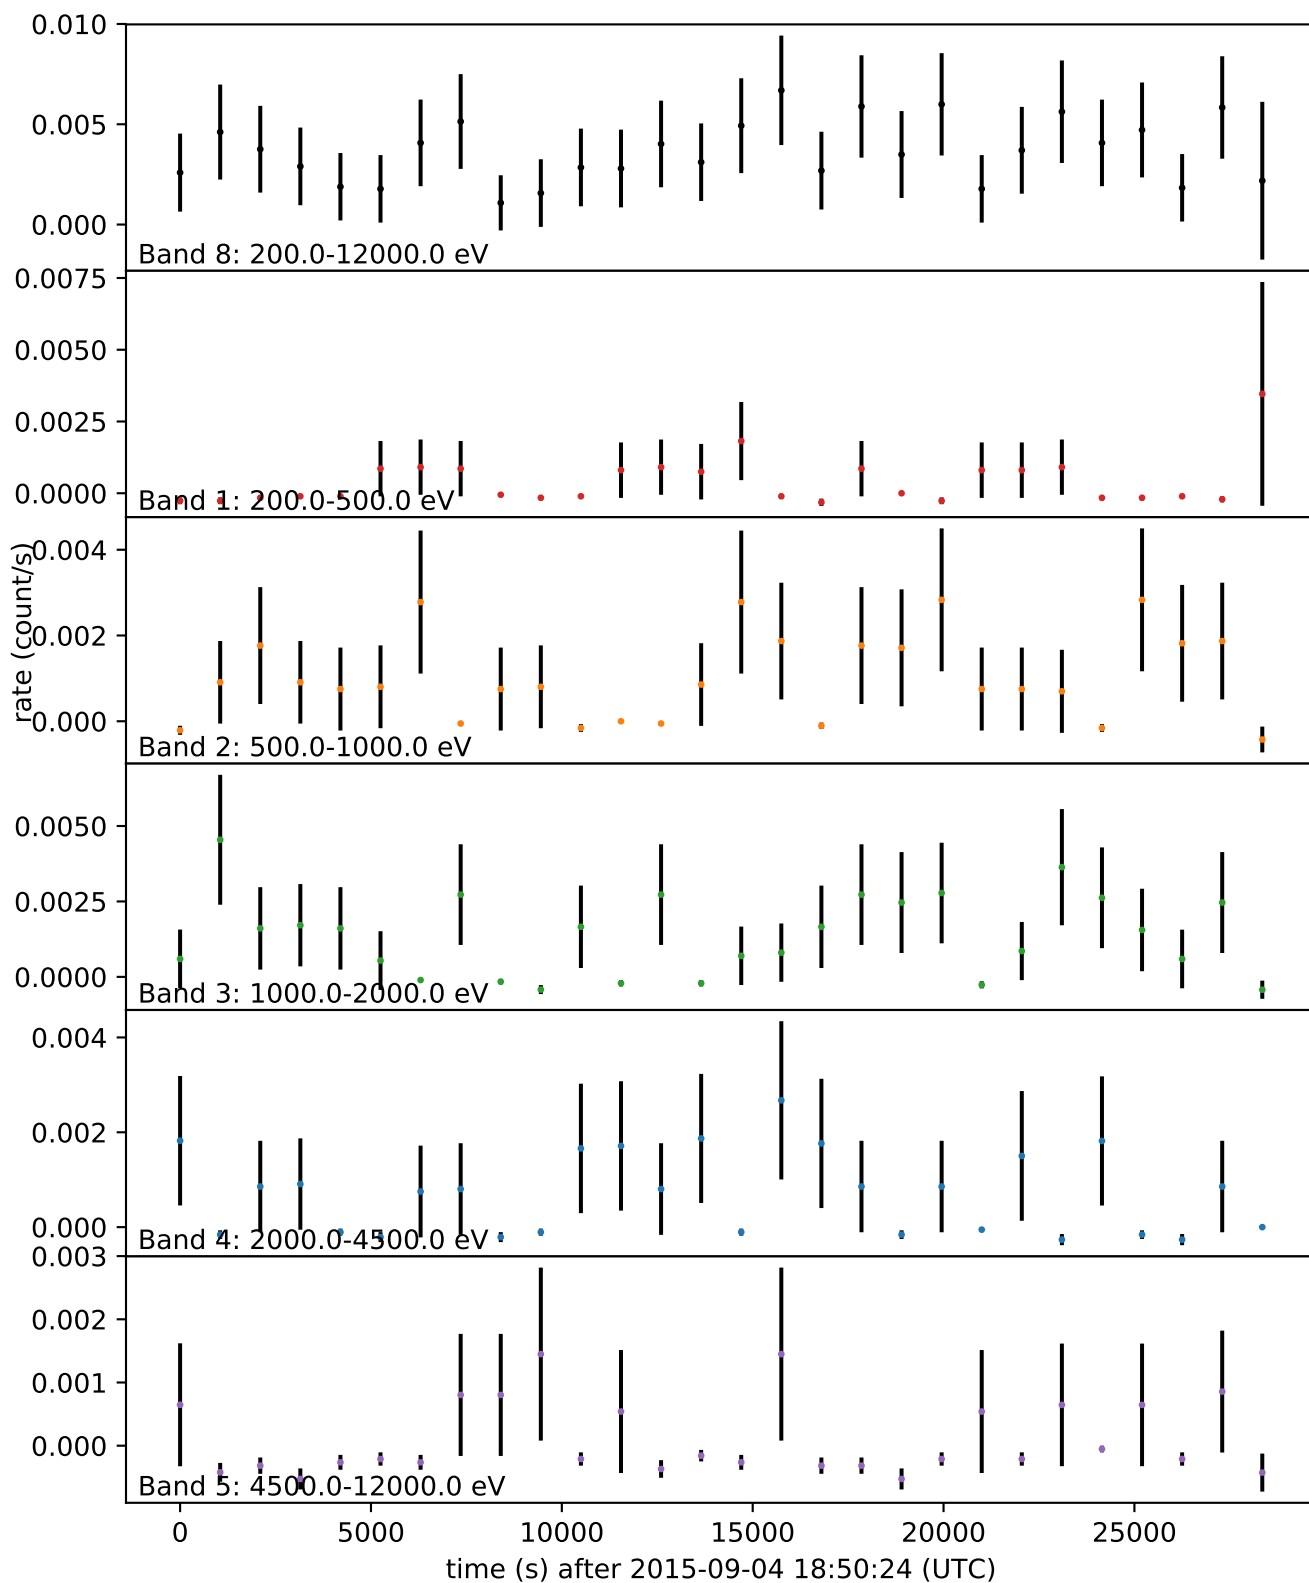 0.010
0.005
0.000
Band 8: 200.0-12000.0 eV
0.0075
0.0050
0.0025
0.0000
Band 1: 200.0-500.0 eV
rate (count/s)
0.004
0.002
0.000
Band 2: 500.0-1000.0 eV
0.0050
0.0025
0.0000
Band 3: 1000.0-2000.0 eV
0.004
0.002
0.000
Band 4: 2000.0-4500.0 eV
0.003
0.002
0.001
0.000
Band 5: 4500.0-12000.0 eV
0 5000 10000 15000 20000 25000
time (s) after 2015-09-04 18:50:24 (UTC)